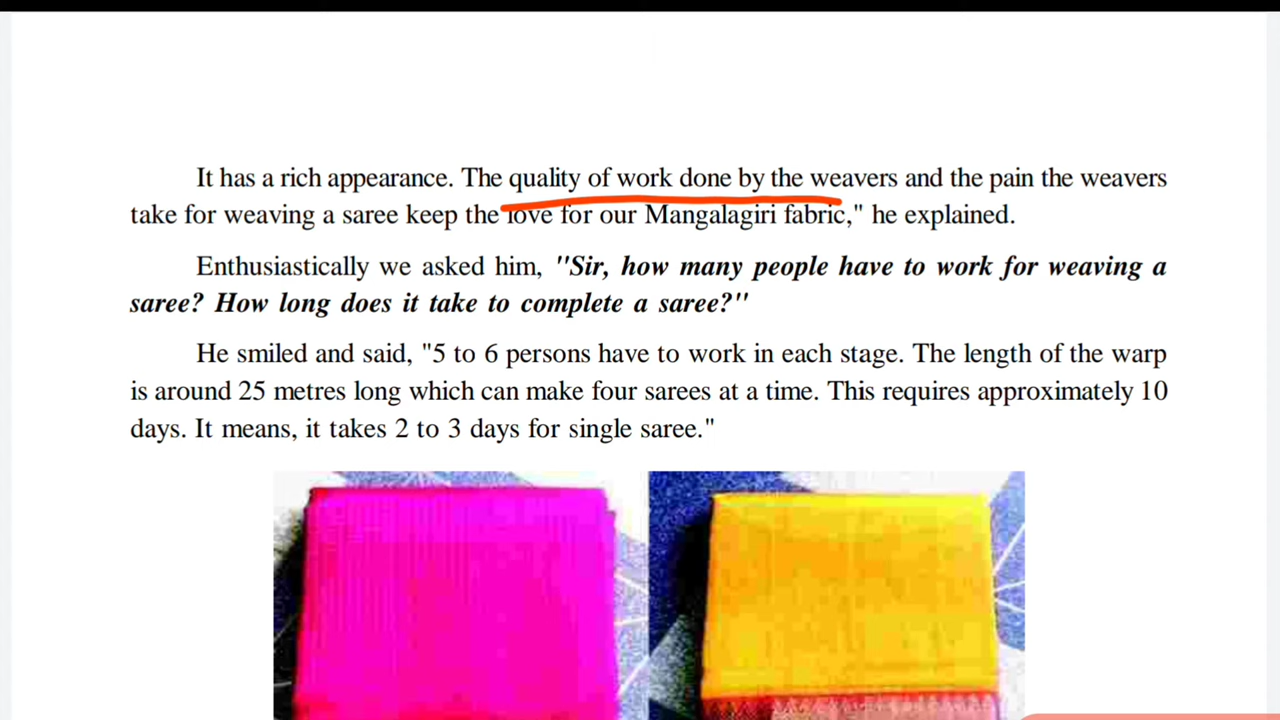 It has a rich appearance. The quality of work done by the weavers and the pain the weavers
take for weaving a saree keep the love for our Mangalagiri fabric," he explained.
Enthusiastically we asked him, "Sir, how many people have to work for weaving a
saree? How long does it take to complete a saree?"
He smiled and said, "5 to 6 persons have to work in each stage. The length of the warp
is around 25 metres long which can make four sarees at a time. This requires approximately 10
days. It means, it takes 2 to 3 days for single saree."